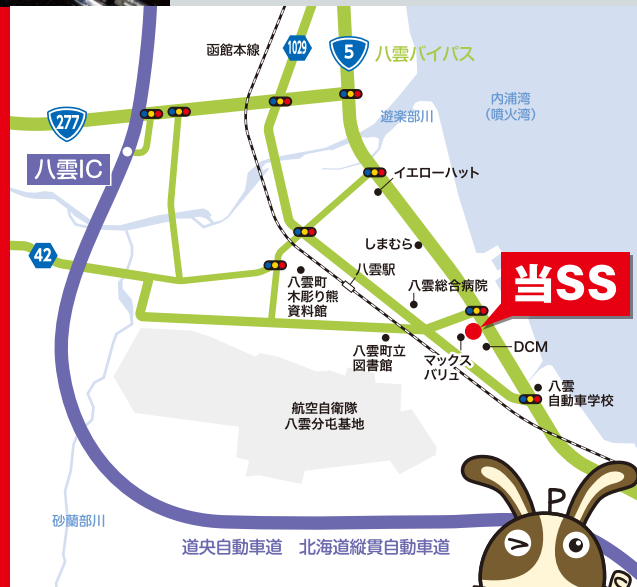 函館本線
1029
5
八雲バイパス
内浦湾
(噴火湾)
277
遊楽部川
八雲IC
イエローハット
しまむら
42
八雲駅
八雲町
木彫り熊
資料館
八雲総合病院
当SS
八雲町立
図書館
マックス
バリュ
DCM
八雲
自動車学校
航空自衛隊
八雲分屯基地
砂蘭部川
道央自動車道 北海道縦貫自動車道
P